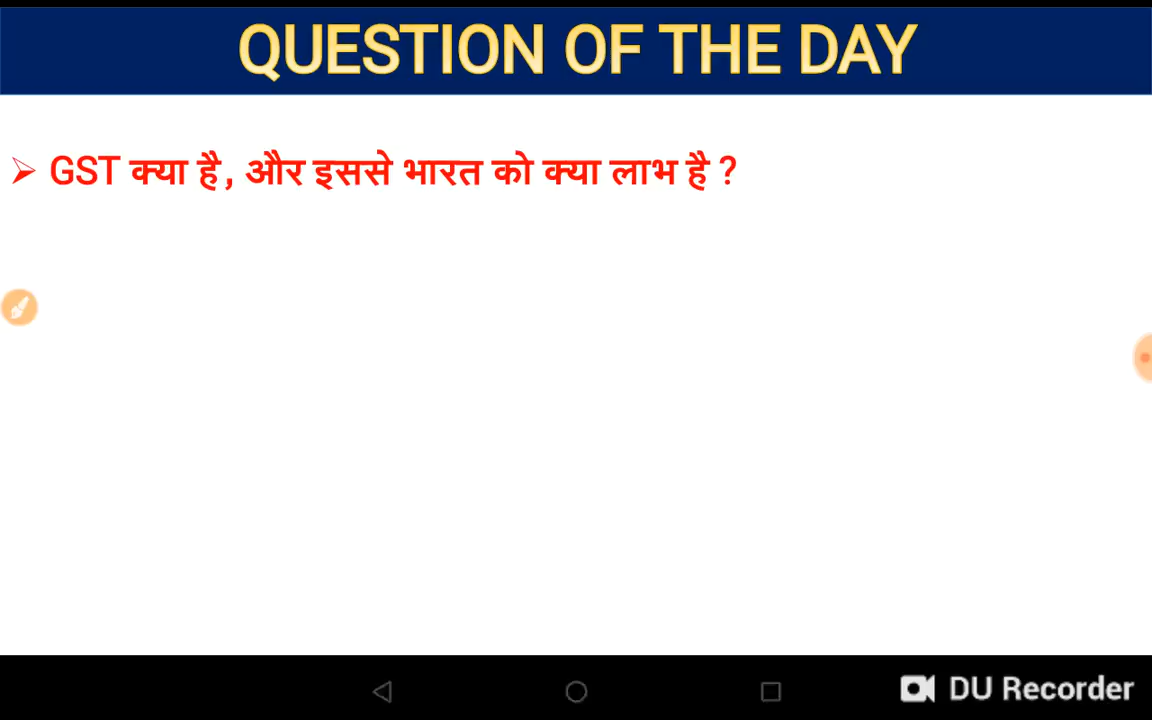 QUESTION OF THE DAY
➢ GST क्या है, और इससे भारत को क्या लाभ है ?
DU Recorder